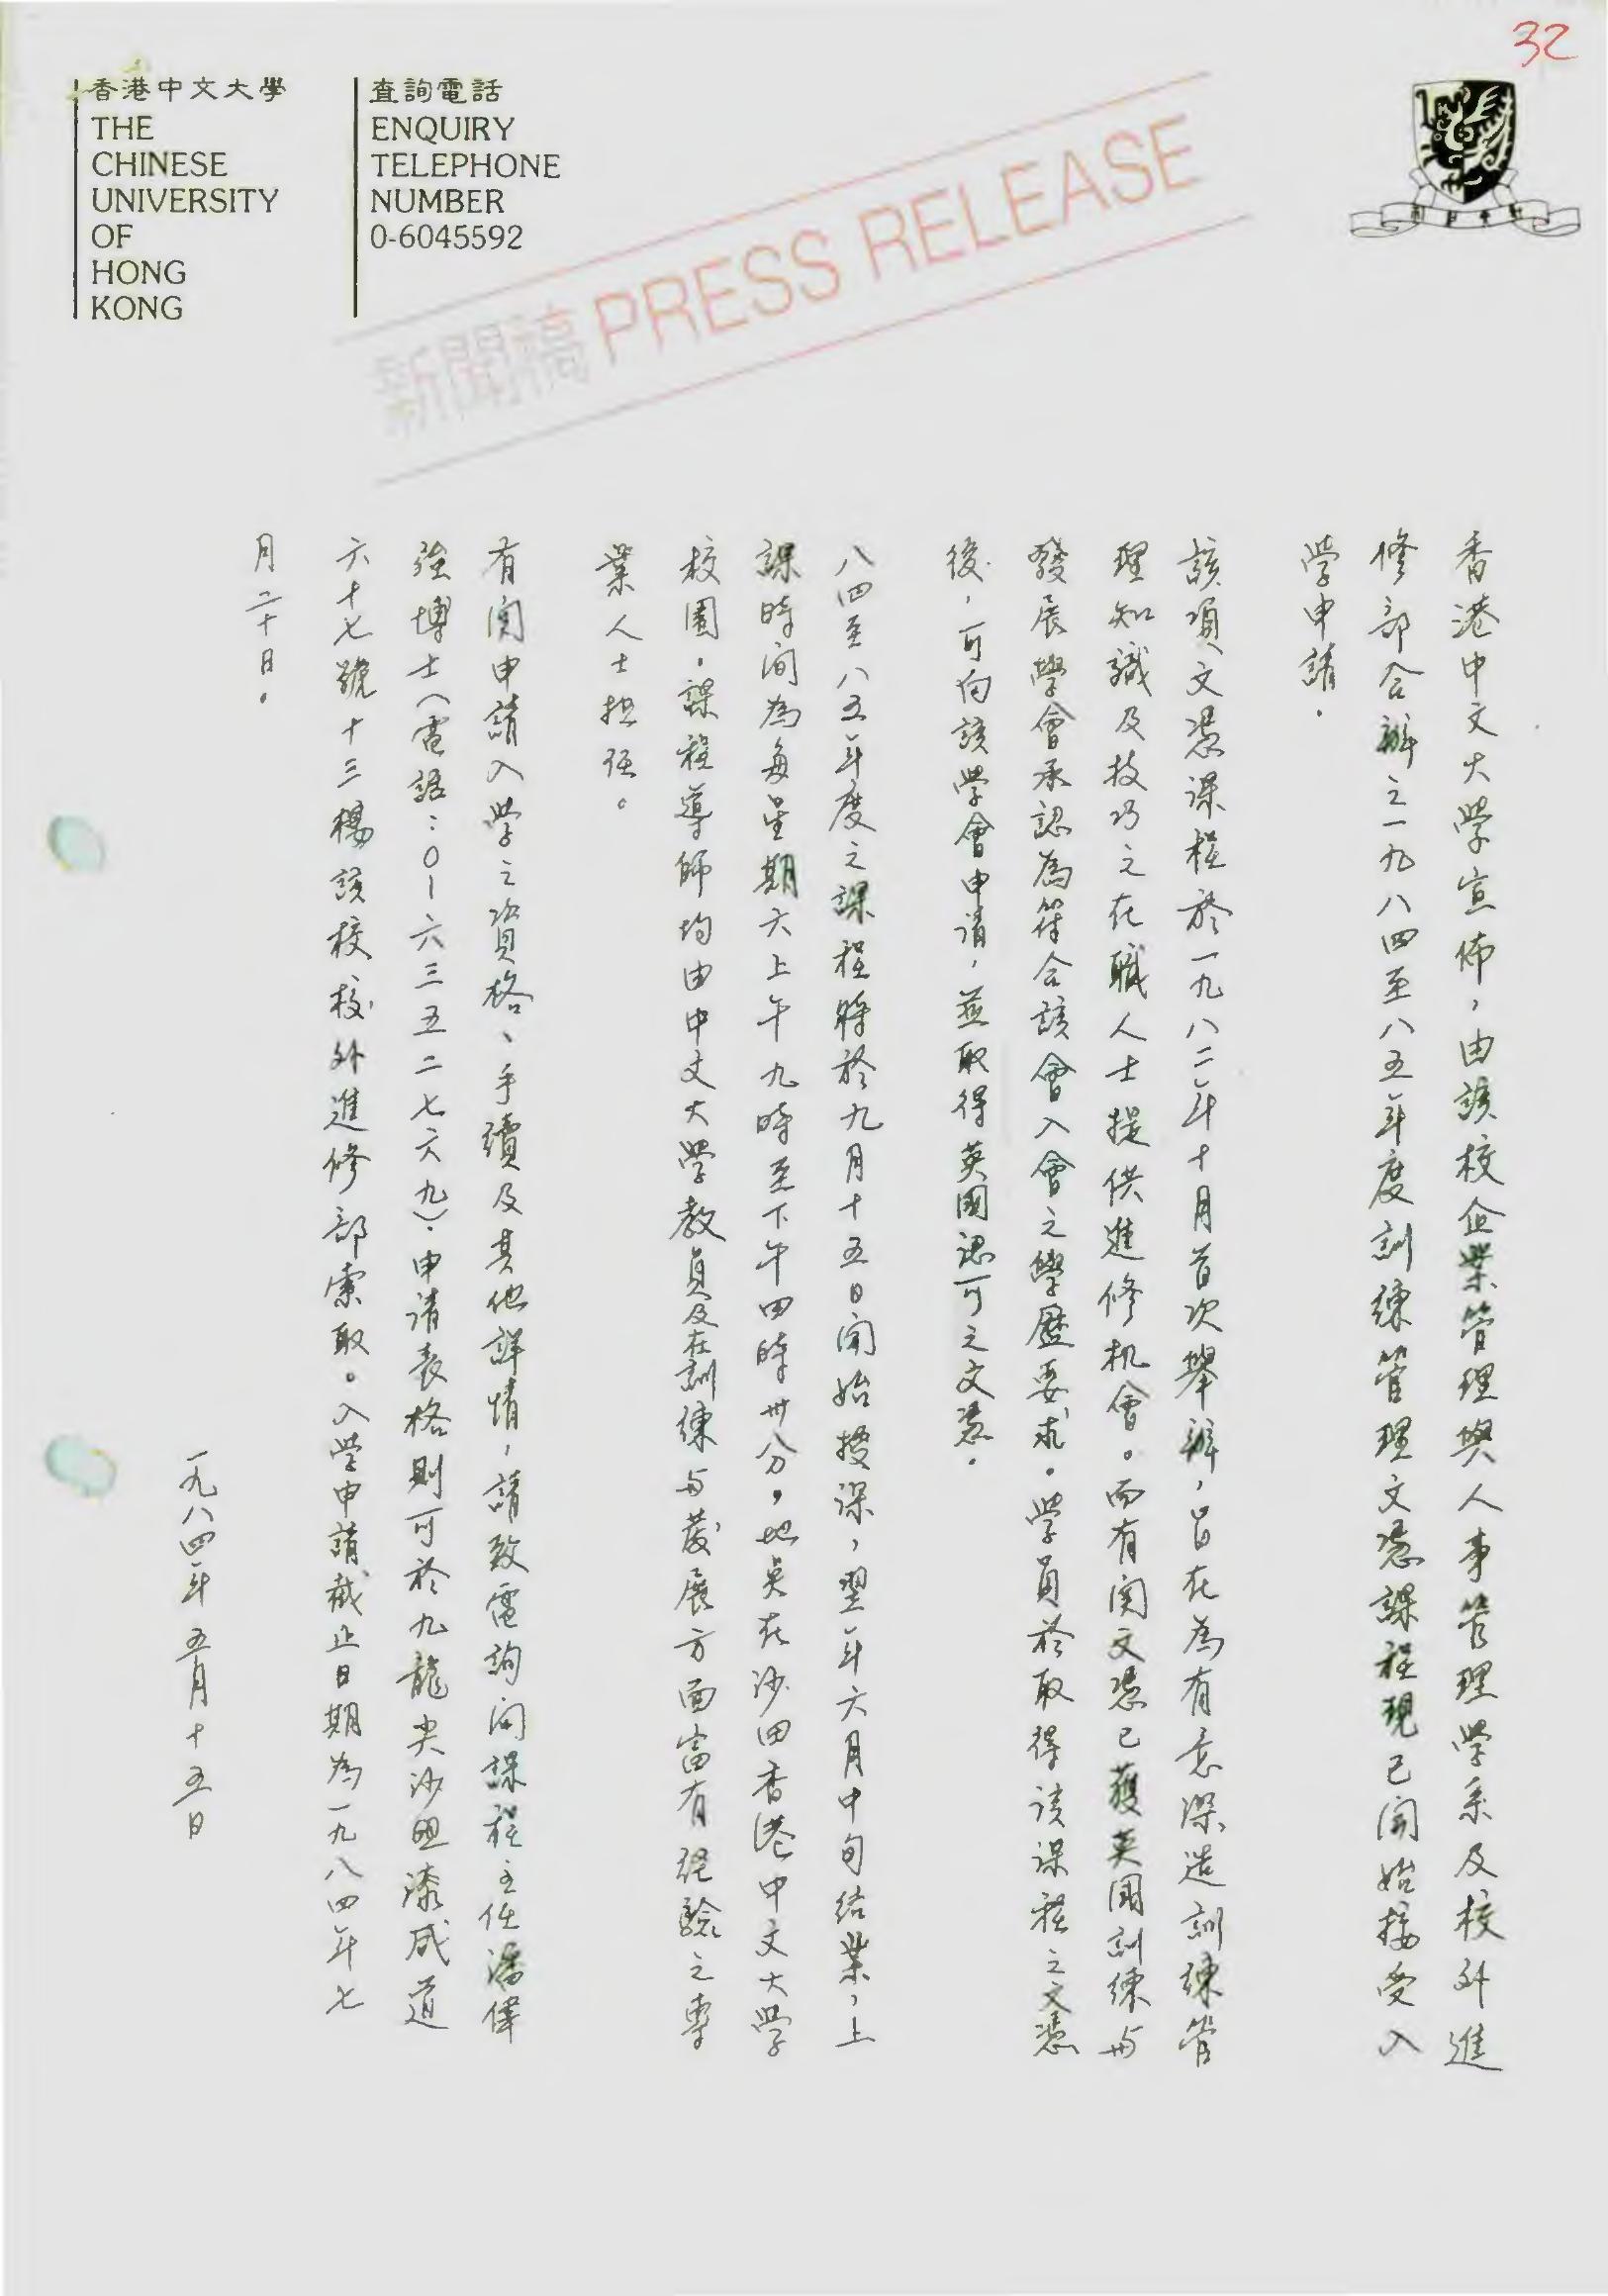 32
香港中文大學
THE
CHINESE
UNIVERSITY
OF
HONG
KONG
查詢電話
ENQUIRY
TELEPHONE
NUMBER
0-6045592
新聞稿 PRESS RELEASE
香港中文大學宣佈，由該校企業管理與人事管理學系及校外進
修部合辦之一九八四至八五年度訓練管理文憑課程現已開始接受入
學申請。
該項文憑課程於一九八二年十月首次舉辦，旨在為有意深造訓練管
理知識及技巧之在職人士提供進修机會。而有関文憑已獲英國訓練与
發展學會承認為符合該會入會之學歷要求。学員於取得該課程之文憑
後，可向該学會申请，並取得英國認可之文憑。
八四至八五年度之課程將於九月十五日開始授课，翌年六月中旬结業，上
課時间為每星期六上午九時至下午四時卅分，地点在沙田香港中文大學
校園。課程導師均由中文大學教員及在訓練与發展方面富有经驗之專
業人士担任。
有関申請入學之資格、手續及其他詳情，請致電詢问課程主任潘偉
强博士（電話：0－六三五二七六九）。申请表格則可於九龍尖沙咀漆咸道
六十七號十三樓該校校外進修部索取。入學申請截止日期為一九八四年七
月二十日。
一九八四年五月十五日